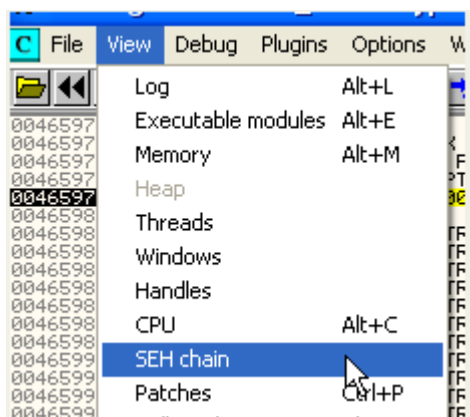 C File View Debug Plugins Options
Log Alt+L
0046597 Executable modules Alt+E
0046597
0046597 Memory Alt+M
0046597 Heap
0046597
0046598 Threads
0046598
0046598 Windows
0046598 Handles
0046598
0046598 CPU Alt+C
0046599 SEH chain
0046599
0046599 Patches Ctrl+P
0046599